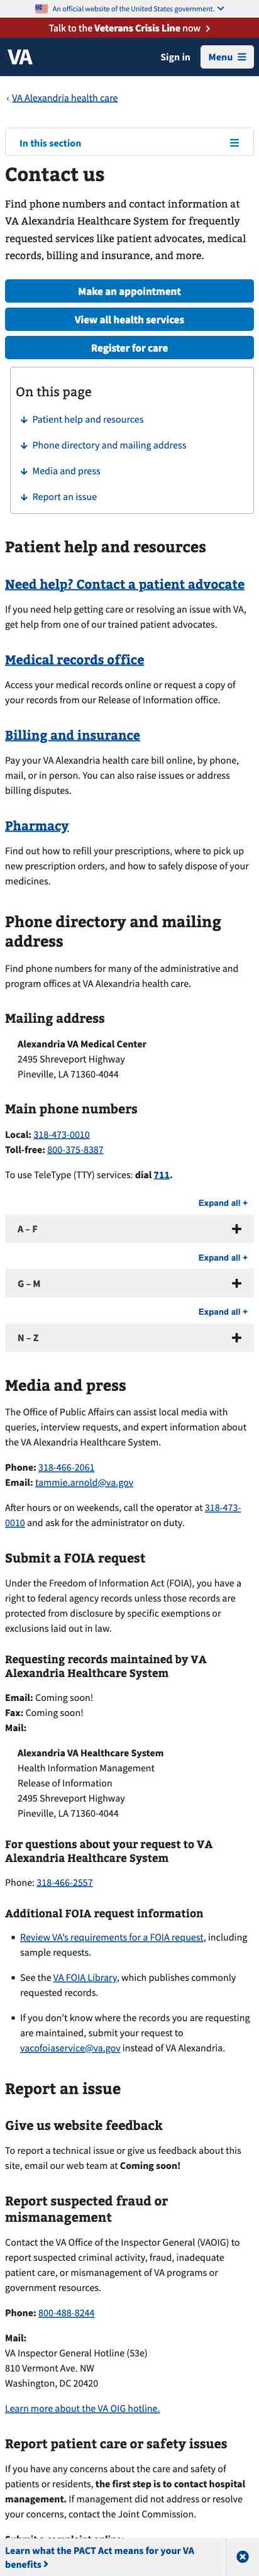 An official website of the United States government.
Talk to the Veterans Crisis Line now
VA
Sign in
Menu
VA Alexandria health care
In this section
Contact us
Find phone numbers and contact information at
VA Alexandria Healthcare System for frequently
requested services like patient advocates, medical
records, billing and insurance, and more.
Make an appointment
View all health services
Register for care
On this page
Patient help and resources
Phone directory and mailing address
Media and press
Report an issue
Patient help and resources
Need help? Contact a patient advocate
If you need help getting care or resolving an issue with VA,
get help from one of our trained patient advocates.
Medical records office
Access your medical records online or request a copy of
your records from our Release of Information office.
Billing and insurance
Pay your VA Alexandria health care bill online, by phone,
mail, or in person. You can also raise issues or address
billing disputes.
Pharmacy
Find out how to refill your prescriptions, where to pick up
new prescription orders, and how to safely dispose of your
medicines.
Phone directory and mailing
address
Find phone numbers for many of the administrative and
program offices at VA Alexandria health care.
Mailing address
Alexandria VA Medical Center
2495 Shreveport Highway
Pineville, LA 71360-4044
Main phone numbers
Local: 318-473-0010
Toll-free: 800-375-8387
To use TeleType (TTY) services: dial 711.
Expand all +
A – F
Expand all +
G – M
Expand all +
N – Z
Media and press
The Office of Public Affairs can assist local media with
queries, interview requests, and expert information about
the VA Alexandria Healthcare System.
Phone: 318-466-2061
Email: tammie.arnold@va.gov
After hours or on weekends, call the operator at 318-473-
0010 and ask for the administrator on duty.
Submit a FOIA request
Under the Freedom of Information Act (FOIA), you have a
right to federal agency records unless those records are
protected from disclosure by specific exemptions or
exclusions laid out in law.
Requesting records maintained by VA
Alexandria Healthcare System
Email: Coming soon!
Fax: Coming soon!
Mail:
Alexandria VA Healthcare System
Health Information Management
Release of Information
2495 Shreveport Highway
Pineville, LA 71360-4044
For questions about your request to VA
Alexandria Healthcare System
Phone: 318-466-2557
Additional FOIA request information
Review VA's requirements for a FOIA request, including
sample requests.
See the VA FOIA Library, which publishes commonly
requested records.
If you don't know where the records you are requesting
are maintained, submit your request to
vacofoiaservice@va.gov instead of VA Alexandria.
Report an issue
Give us website feedback
To report a technical issue or give us feedback about this
site, email our web team at Coming soon!
Report suspected fraud or
mismanagement
Contact the VA Office of the Inspector General (VAOIG) to
report suspected criminal activity, fraud, inadequate
patient care, or mismanagement of VA programs or
government resources.
Phone: 800-488-8244
Mail:
VA Inspector General Hotline (53e)
810 Vermont Ave. NW
Washington, DC 20420
Learn more about the VA OIG hotline.
Report patient care or safety issues
If you have any concerns about the care and safety of
patients or residents, the first step is to contact hospital
management. If management did not address or resolve
your concerns, contact the Joint Commission.
Submit a complaint online:
Learn what the PACT Act means for your VA
benefits